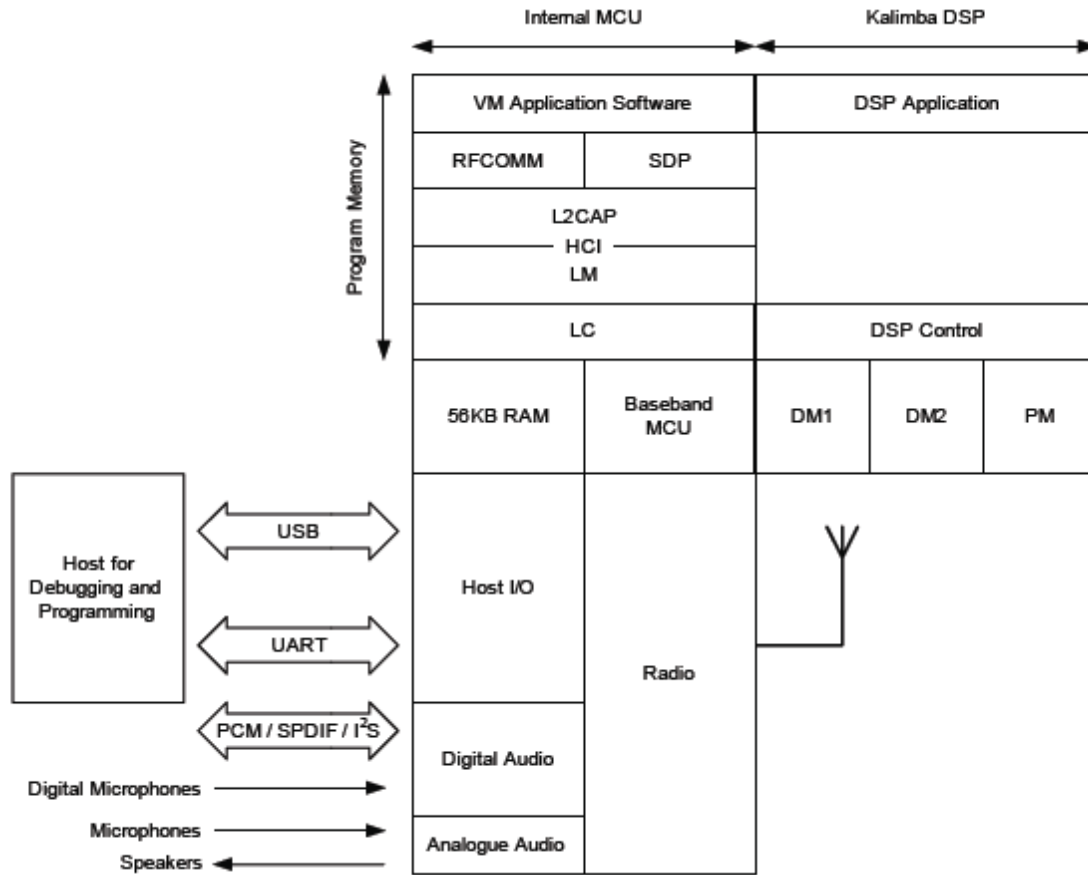 Internal MCU
Kalimba DSP
Program Memory
VM Application Software
DSP Application
RFCOMM
SDP
L2CAP
HCI
LM
LC
DSP Control
56KB RAM
Baseband
MCU
DM1
DM2
PM
Host for
Debugging and
Programming
USB
UART
PCM / SPDIF / I²S
Host I/O
Radio
Digital Audio
Digital Microphones
Microphones
Analogue Audio
Speakers